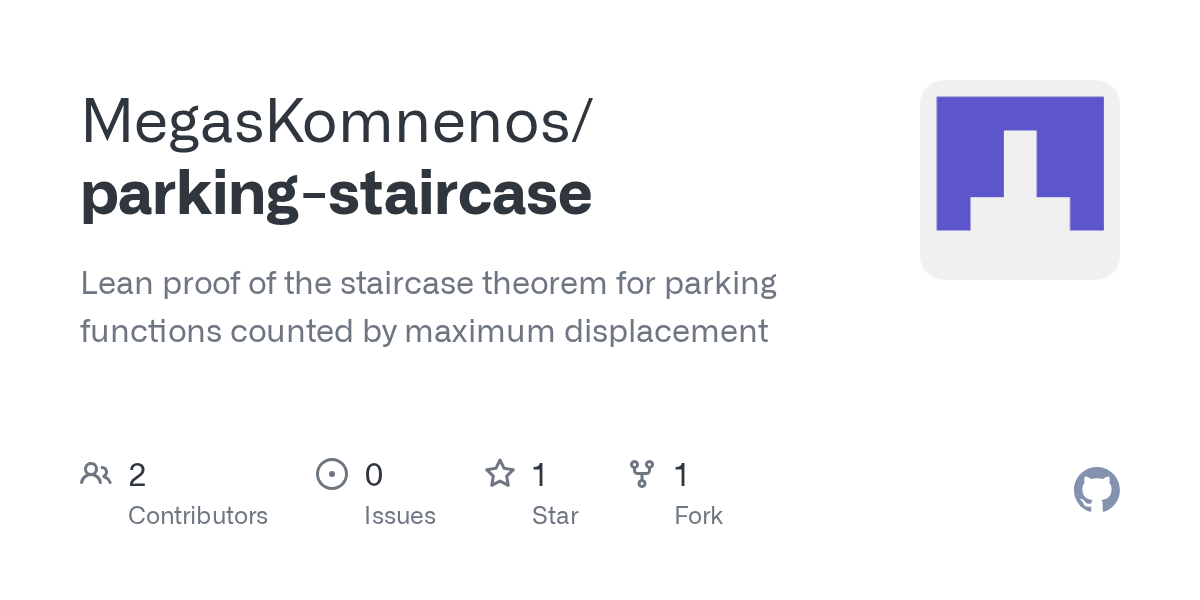 MegasKomnenos/
parking-staircase
Lean proof of the staircase theorem for parking
functions counted by maximum displacement
2
0
1
1
Contributors
Issues
Star
Fork